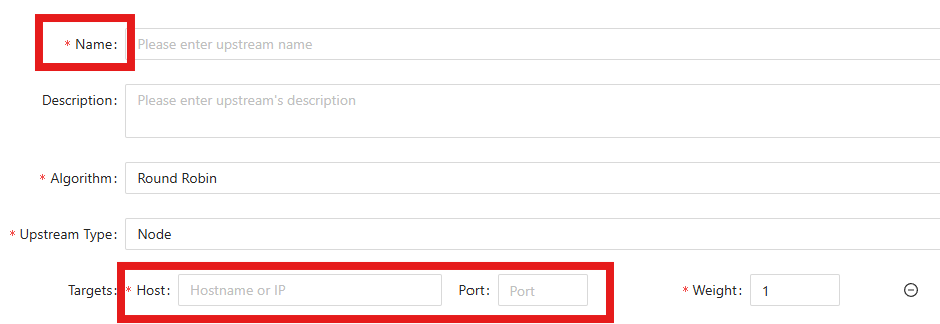 * Name: Please enter upstream name
Description: Please enter upstream's description
* Algorithm: Round Robin
* Upstream Type: Node
Targets: * Host: Hostname or IP Port: Port * Weight: 1